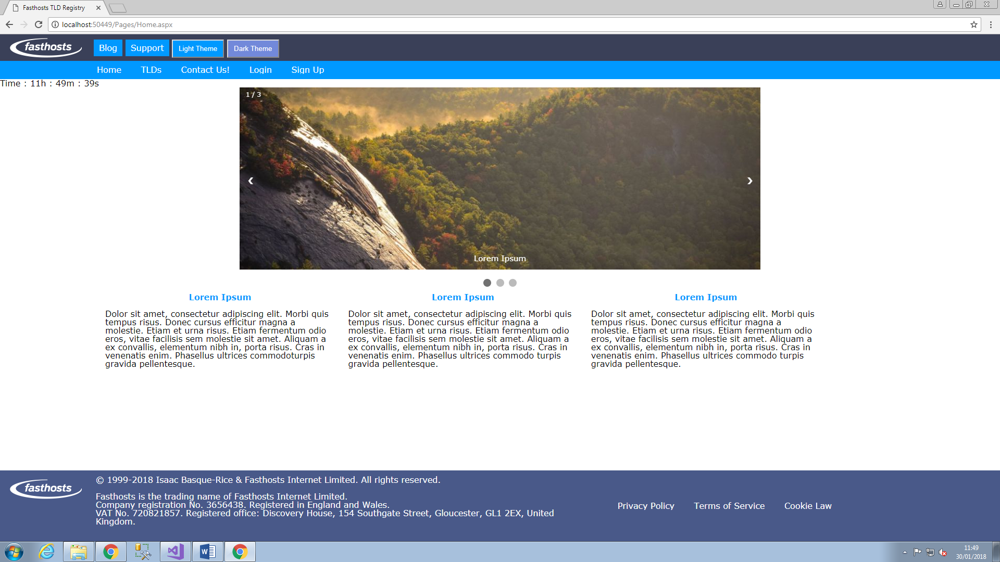 Fasthosts TLD Registry
localhost:50449/Pages/Home.aspx
fasthosts
Blog
Support
Light Theme
Dark Theme
Home
TLDs
Contact Us!
Login
Sign Up
Time : 11h : 49m : 39s
1 / 3
❮
❯
Lorem Ipsum
Lorem Ipsum
Dolor sit amet, consectetur adipiscing elit. Morbi quis
tempus risus. Donec cursus efficitur magna a
molestie. Etiam et urna risus. Etiam fermentum odio
eros, vitae facilisis sem molestie sit amet. Aliquam a
ex convallis, elementum nibh in, porta risus. Cras in
venenatis enim. Phasellus ultrices commodoturpis
gravida pellentesque.
Lorem Ipsum
Dolor sit amet, consectetur adipiscing elit. Morbi quis
tempus risus. Donec cursus efficitur magna a
molestie. Etiam et urna risus. Etiam fermentum odio
eros, vitae facilisis sem molestie sit amet. Aliquam a
ex convallis, elementum nibh in, porta risus. Cras in
venenatis enim. Phasellus ultrices commodo turpis
gravida pellentesque.
Lorem Ipsum
Dolor sit amet, consectetur adipiscing elit. Morbi quis
tempus risus. Donec cursus efficitur magna a
molestie. Etiam et urna risus. Etiam fermentum odio
eros, vitae facilisis sem molestie sit amet. Aliquam a
ex convallis, elementum nibh in, porta risus. Cras in
venenatis enim. Phasellus ultrices commodo turpis
gravida pellentesque.
fasthosts
© 1999-2018 Isaac Basque-Rice & Fasthosts Internet Limited. All rights reserved.
Fasthosts is the trading name of Fasthosts Internet Limited.
Company registration No. 3656438. Registered in England and Wales.
VAT No. 720821857. Registered office: Discovery House, 154 Southgate Street, Gloucester, GL1 2EX, United
Kingdom.
Privacy Policy
Terms of Service
Cookie Law
11:49
30/01/2018